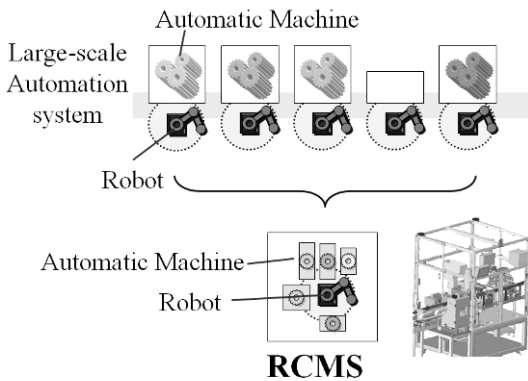 Automatic Machine
Large-scale
Automation
system
Robot
Automatic Machine
Robot
RCMS